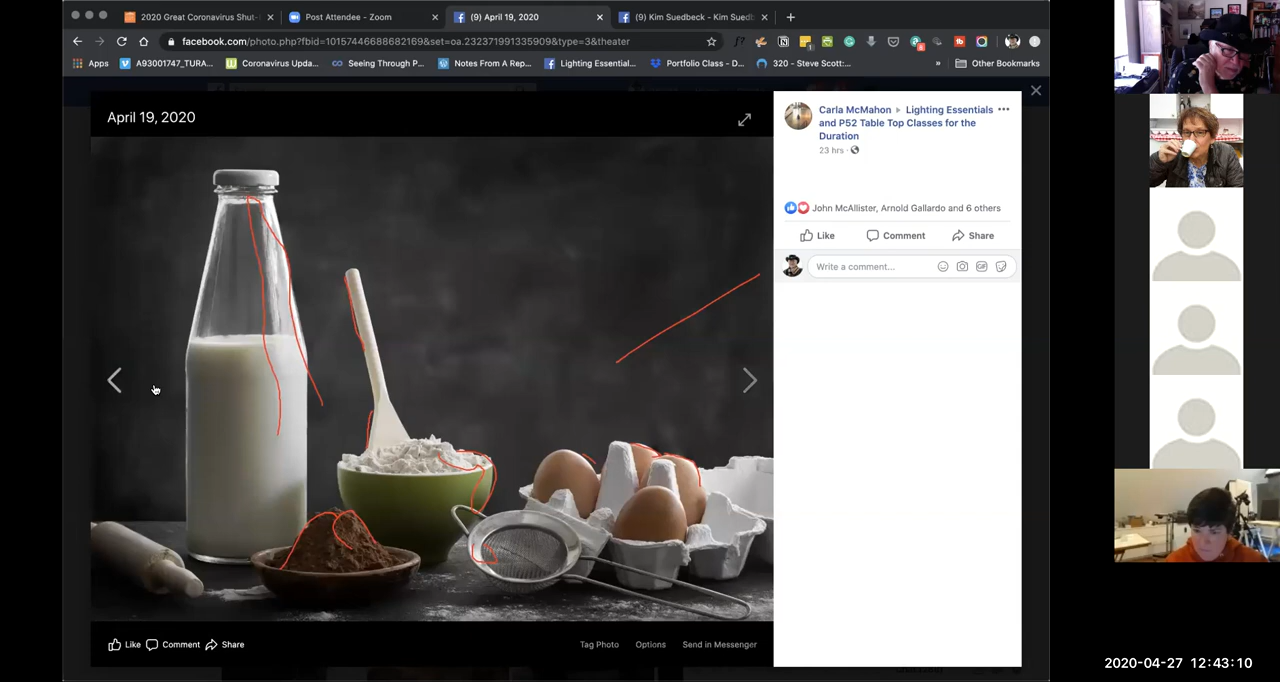 2020 Great Coronavirus Shut-
Post Attendee - Zoom
(9) April 19, 2020
(9) Kim Suedbeck - Kim Suedb
facebook.com/photo.php?fbid=10157446688682169&set=oa.232371991335909&type=3&theater
Apps
A93001747_TURA...
Coronavirus Upda...
Seeing Through P...
Notes From A Rep...
Lighting Essential...
Portfolio Class - D...
320 - Steve Scott:...
»
Other Bookmarks
April 19, 2020
Carla McMahon ▸ Lighting Essentials
and P52 Table Top Classes for the
Duration
23 hrs ·
John McAllister, Arnold Gallardo and 6 others
Like
Comment
Share
Write a comment...
GIF
Like
Comment
Share
Tag Photo
Options
Send in Messenger
2020-04-27 12:43:10